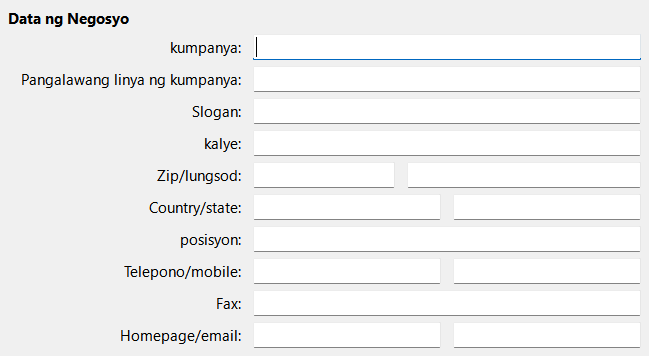 Data ng Negosyo
kumpanya:
Pangalawang linya ng kumpanya:
Slogan:
kalye:
Zip/lungsod:
Country/state:
posisyon:
Telepono/mobile:
Fax:
Homepage/email: